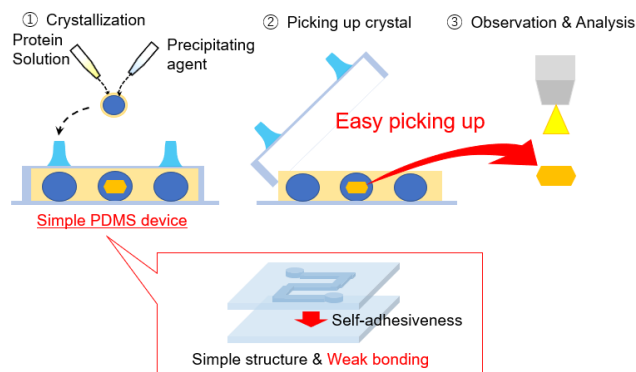 ① Crystallization
Protein
Solution
Precipitating
agent
② Picking up crystal
③ Observation & Analysis
Easy picking up
Simple PDMS device
Self-adhesiveness
Simple structure & Weak bonding